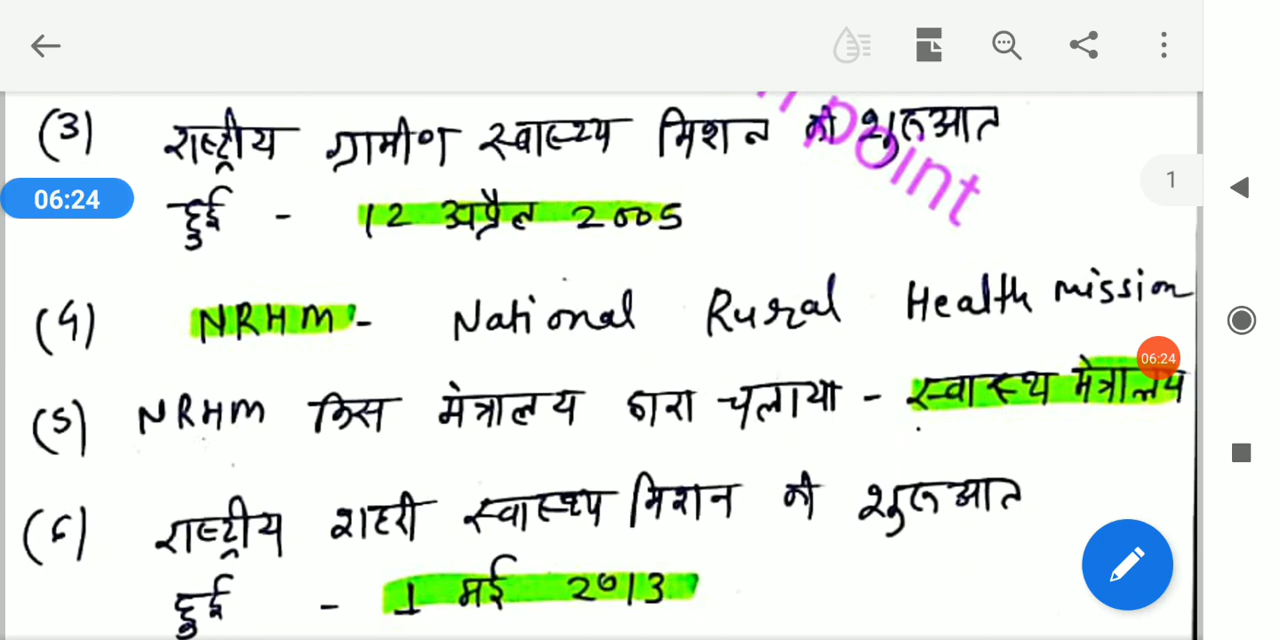 (3) राष्ट्रीय ग्रामीण स्वास्थ्य मिशन की शुरुआत
point
1
06:24
हुई - 12 अप्रैल 2005
(4) NRHM - National Rural Health mission
06:24
(5) NRHM किस मंत्रालय द्वारा चलाया - स्वास्थ मंत्रालय
(6) राष्ट्रीय शहरी स्वास्थ्य मिशन की शुरुआत
हुई - 1 मई 2013